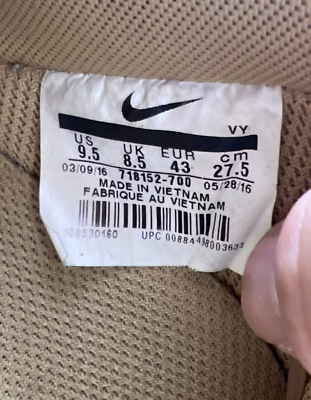 VY
US UK EUR cm
9.5 8.5 43 27.5
03/09/16 718152-700 05/28/16
MADE IN VIETNAM
FABRIQUE AU VIETNAM
UPC 00884498003633